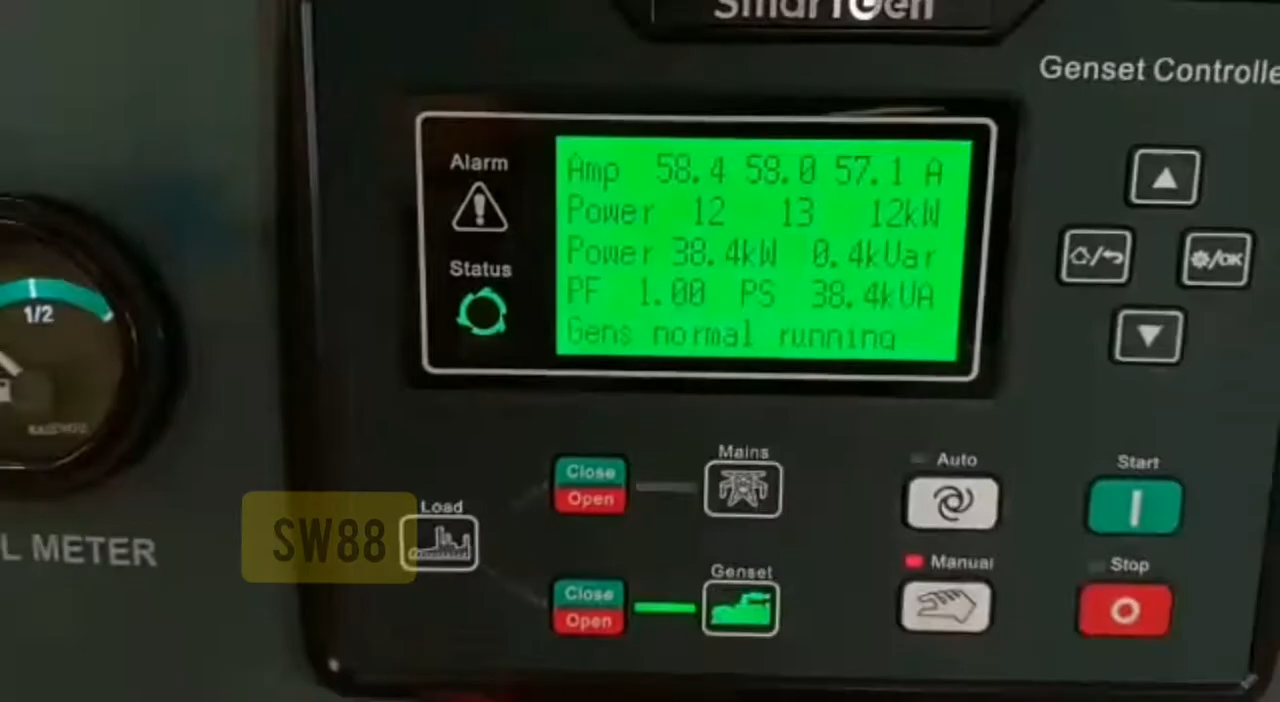 SmartGen
Genset Controlle
Alarm
Status
Amp 58.4 58.0 57.1 A
Power 12 13 12kW
Power 38.4kW 0.4kVar
PF 1.00 PS 38.4kVA
Gens normal running
1/2
L METER
SW88
Load
Close
Open
Mains
Close
Open
Genset
Auto
Manual
Start
Stop
/OK